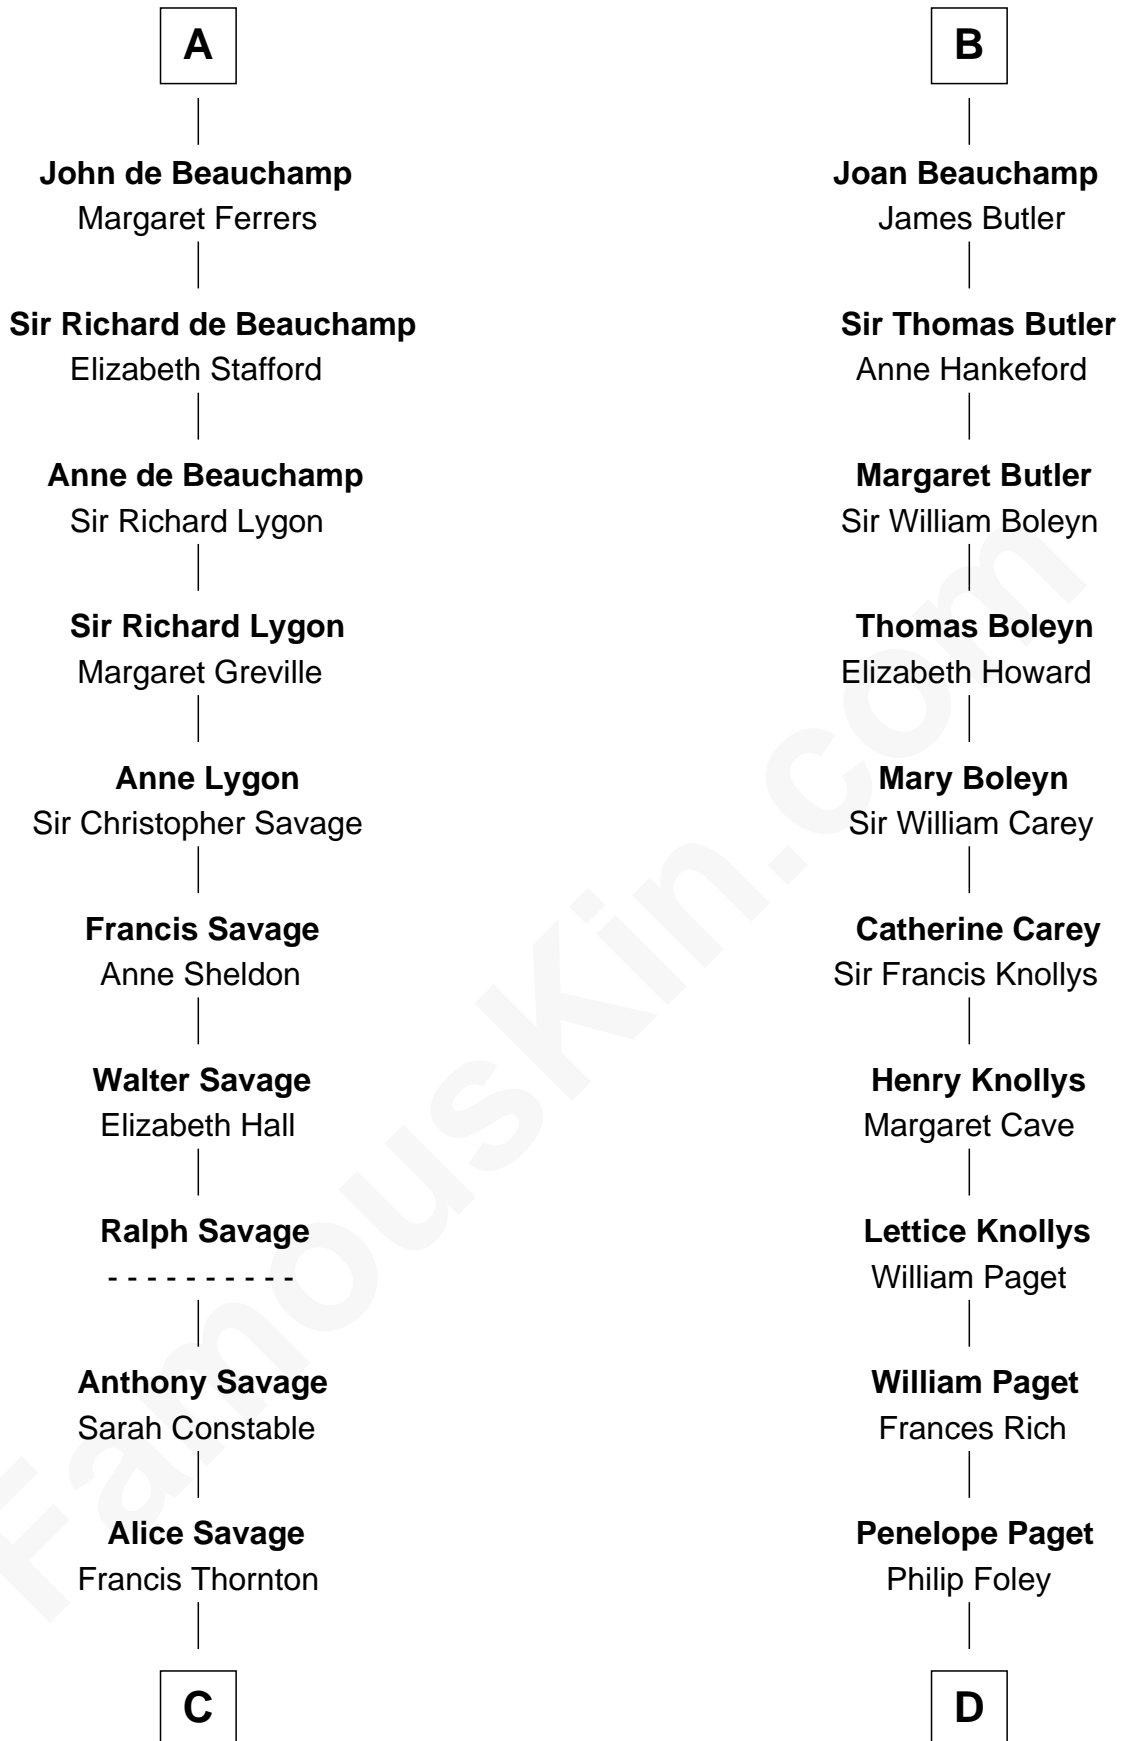 A
John de Beauchamp
Margaret Ferrers
Sir Richard de Beauchamp
Elizabeth Stafford
Anne de Beauchamp
Sir Richard Lygon
Sir Richard Lygon
Margaret Greville
Anne Lygon
Sir Christopher Savage
Francis Savage
Anne Sheldon
Walter Savage
Elizabeth Hall
Ralph Savage
- - - - - - - - - -
Anthony Savage
Sarah Constable
Alice Savage
Francis Thornton
C
B
Joan Beauchamp
James Butler
Sir Thomas Butler
Anne Hankeford
Margaret Butler
Sir William Boleyn
Thomas Boleyn
Elizabeth Howard
Mary Boleyn
Sir William Carey
Catherine Carey
Sir Francis Knollys
Henry Knollys
Margaret Cave
Lettice Knollys
William Paget
William Paget
Frances Rich
Penelope Paget
Philip Foley
D
FamousKin.com